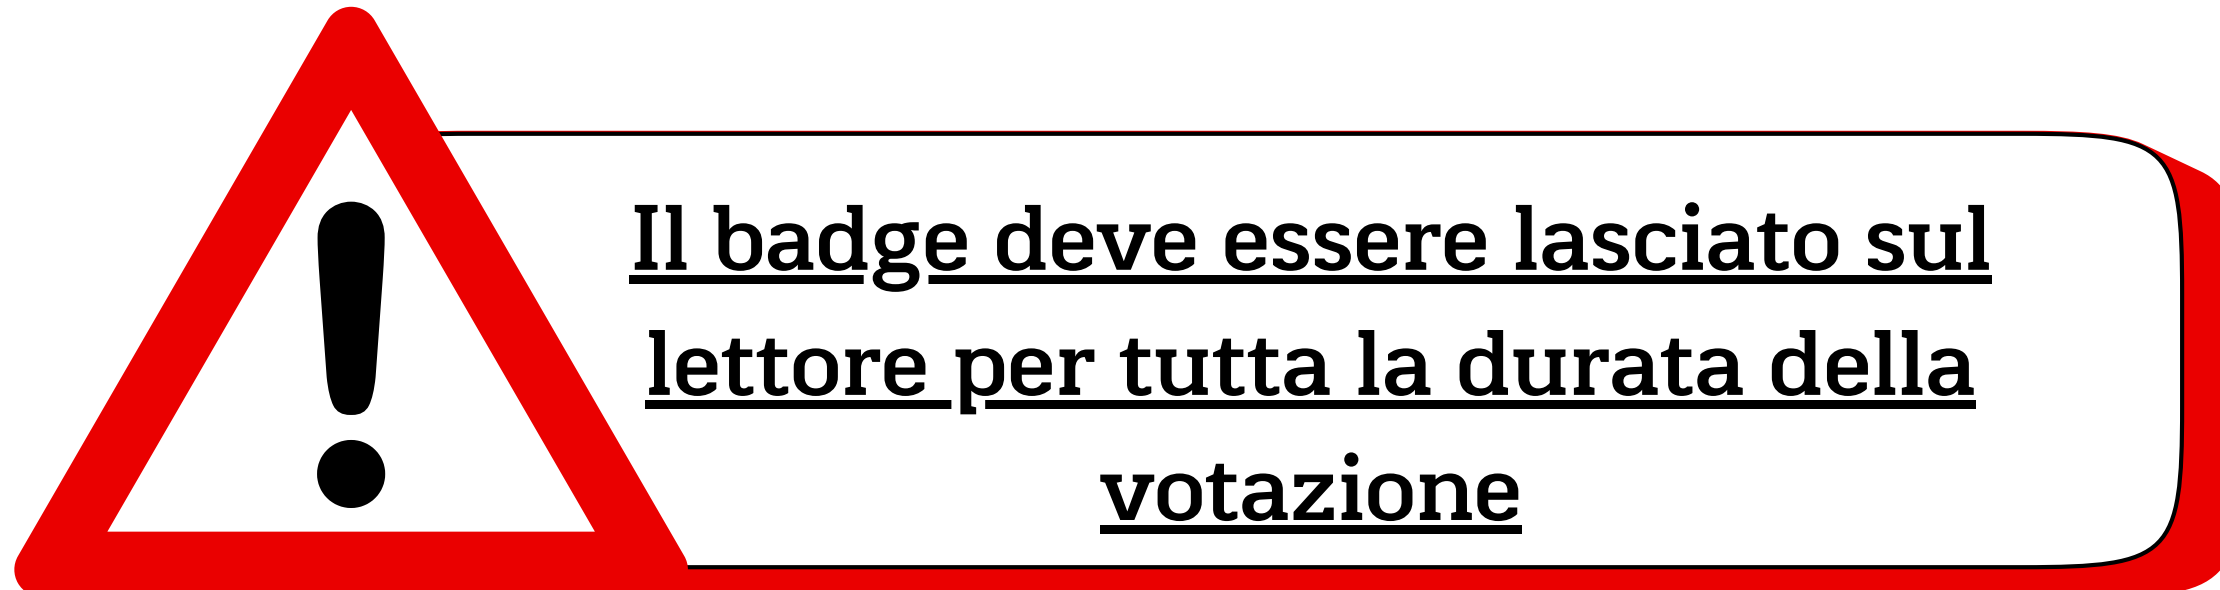 Il badge deve essere lasciato sul
lettore per tutta la durata della
votazione